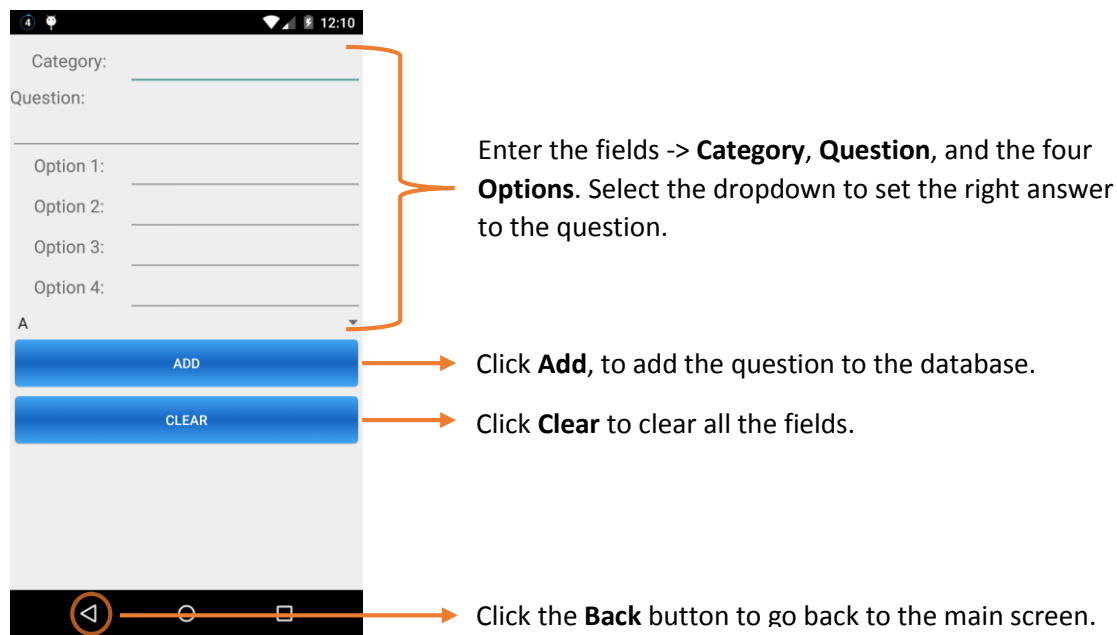 4 12:10
Category:
Question:
Option 1:
Option 2:
Option 3:
Option 4:
A
ADD
CLEAR
Enter the fields -> Category, Question, and the four
Options. Select the dropdown to set the right answer
to the question.
Click Add, to add the question to the database.
Click Clear to clear all the fields.
Click the Back button to go back to the main screen.